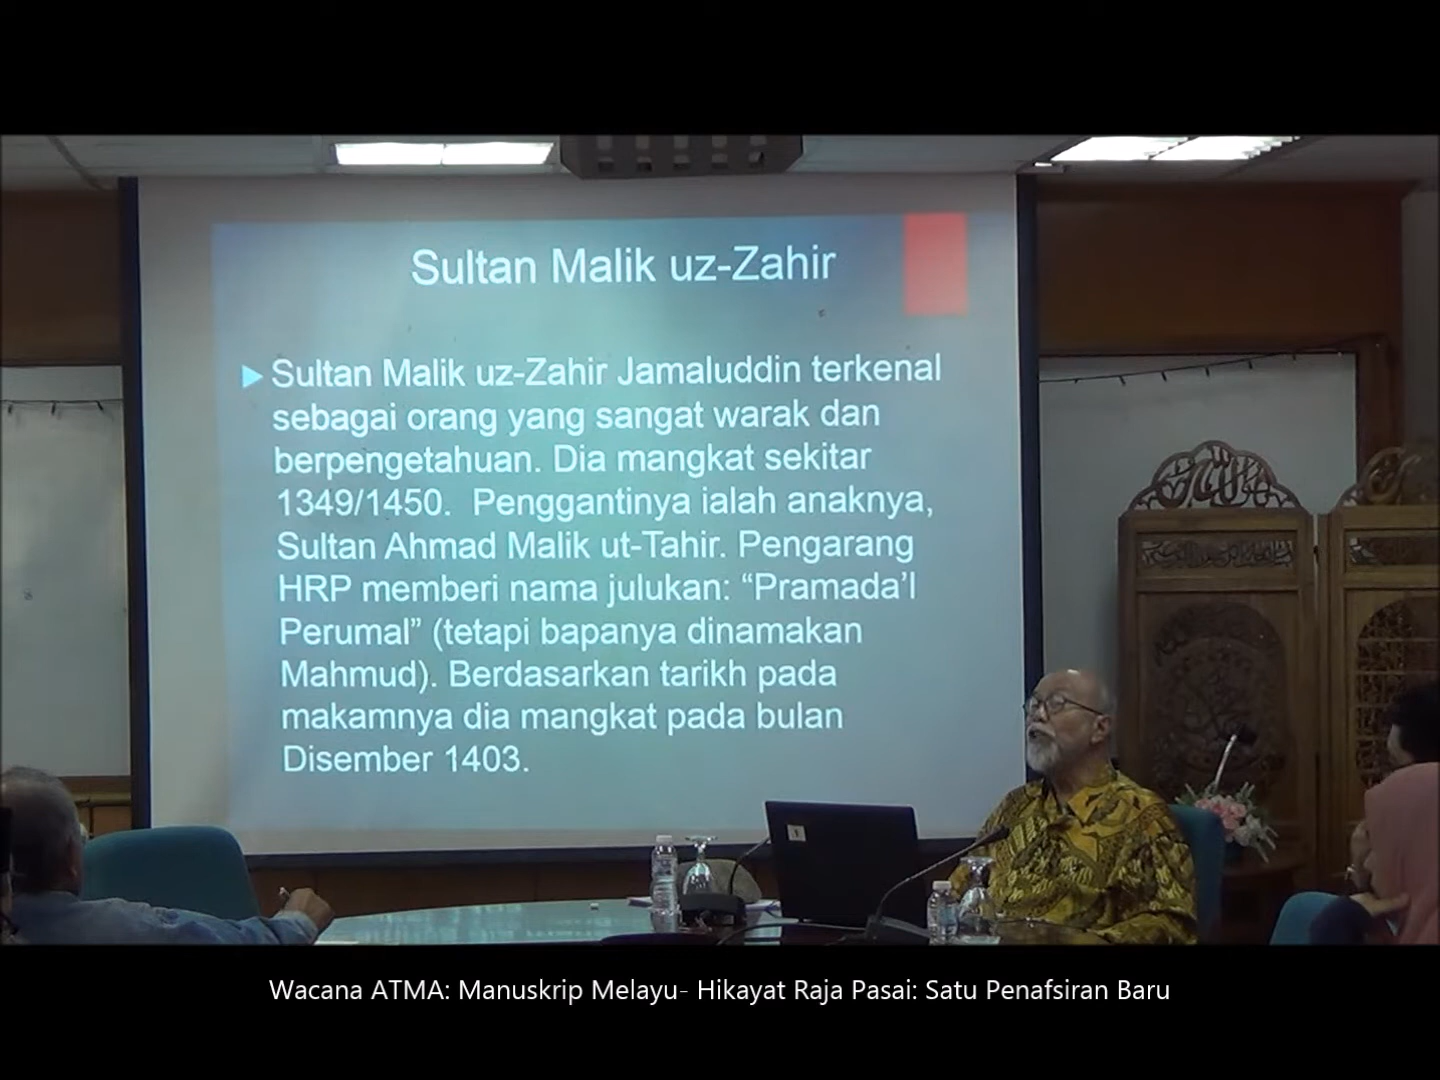 Sultan Malik uz-Zahir
Sultan Malik uz-Zahir Jamaluddin terkenal
sebagai orang yang sangat warak dan
berpengetahuan. Dia mangkat sekitar
1349/1450. Penggantinya ialah anaknya,
Sultan Ahmad Malik ut-Tahir. Pengarang
HRP memberi nama julukan: “Pramada’l
Perumal” (tetapi bapanya dinamakan
Mahmud). Berdasarkan tarikh pada
makamnya dia mangkat pada bulan
Disember 1403.
Wacana ATMA: Manuskrip Melayu- Hikayat Raja Pasai: Satu Penafsiran Baru